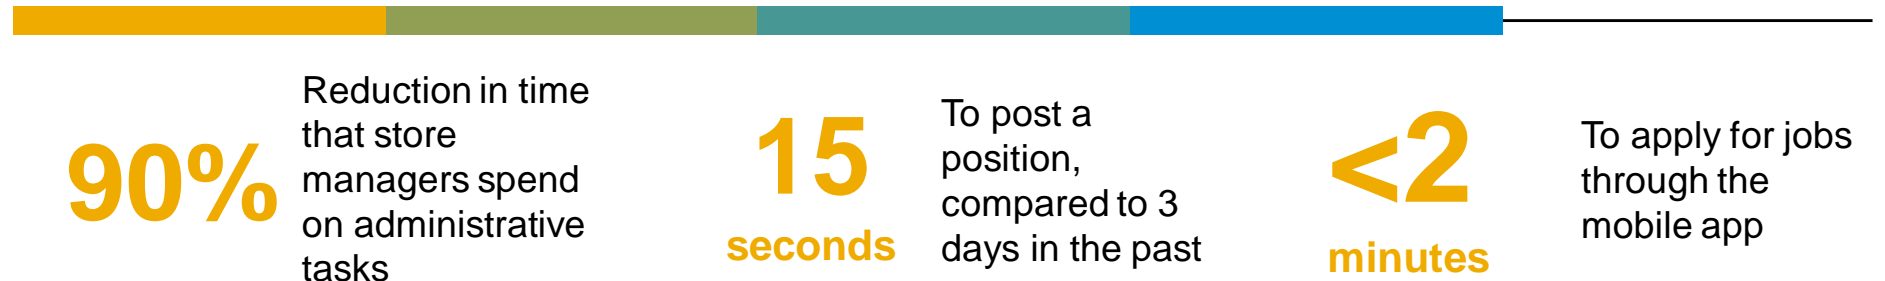 90%
Reduction in time
that store
managers spend
on administrative
tasks
15
seconds
To post a
position,
compared to 3
days in the past
<2
minutes
To apply for jobs
through the
mobile app